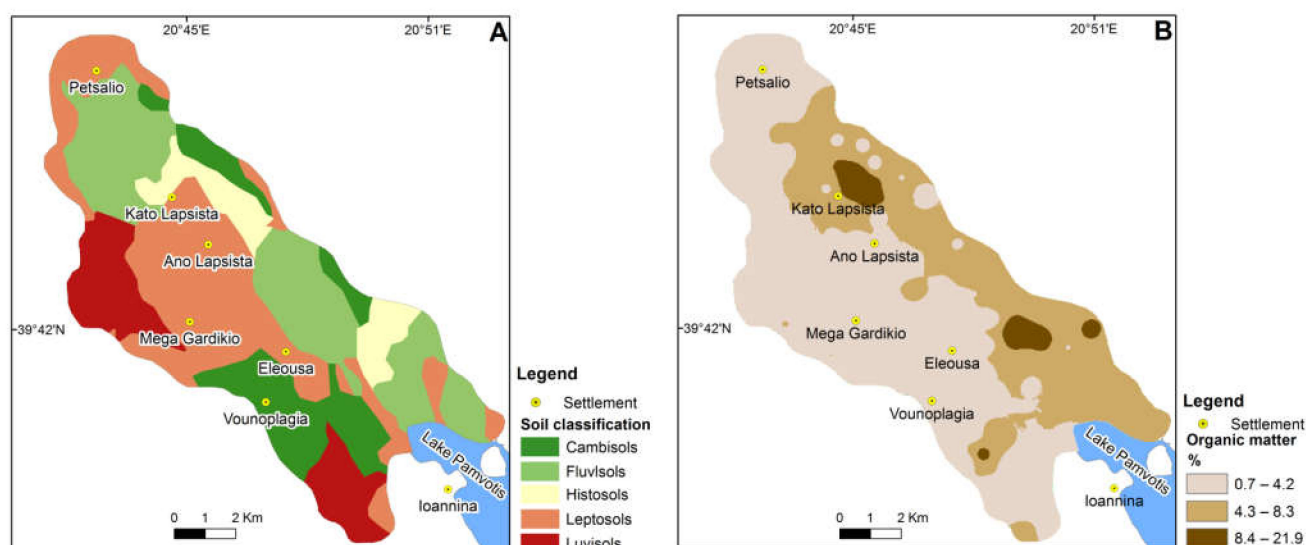 20°45'E
20°51'E
A
Petsalio
Kato Lapsista
Ano Lapsista
39°42'N
Mega Gardikio
Eleousa
Vounoplagia
Lake Pamvotis
Ioannina
0 1 2 Km
Legend
Settlement
Soil classification
Cambisols
Fluvlsols
Histosols
Leptosols
Luvisols
20°45'E
20°51'E
B
Petsalio
Kato Lapsista
Ano Lapsista
39°42'N
Mega Gardikio
Eleousa
Vounoplagia
Lake Pamvotis
Ioannina
0 1 2 Km
Legend
Settlement
Organic matter
%
0.7 – 4.2
4.3 – 8.3
8.4 – 21.9